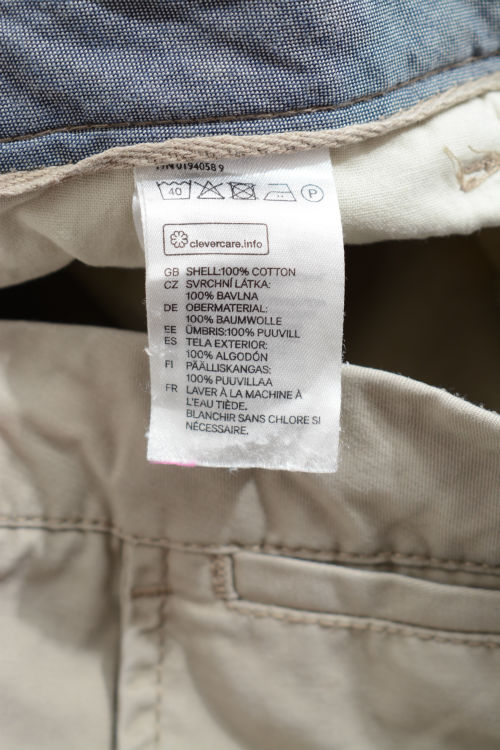 01940589
40 P
clevercare.info
GB SHELL:100% COTTON
CZ SVRCHNÍ LÁTKA:
100% BAVLNA
DE OBERMATERIAL:
100% BAUMWOLLE
EE ÜMBRIS:100% PUUVILL
ES TELA EXTERIOR:
100% ALGODÓN
FI PÄÄLLISKANGAS:
100% PUUVILLAA
FR LAVER À LA MACHINE À
L'EAU TIÈDE.
BLANCHIR SANS CHLORE SI
NÉCESSAIRE.